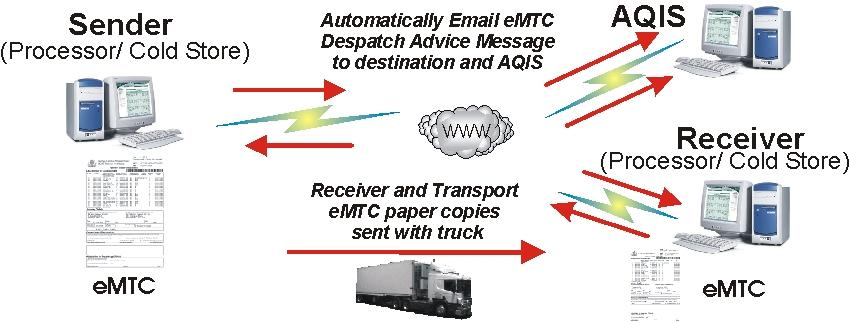 Sender
(Processor/ Cold Store)
Automatically Email eMTC
Despatch Advice Message
to destination and AQIS
AQIS
WWW
Receiver
(Processor/ Cold Store)
Receiver and Transport
eMTC paper copies
sent with truck
eMTC
eMTC